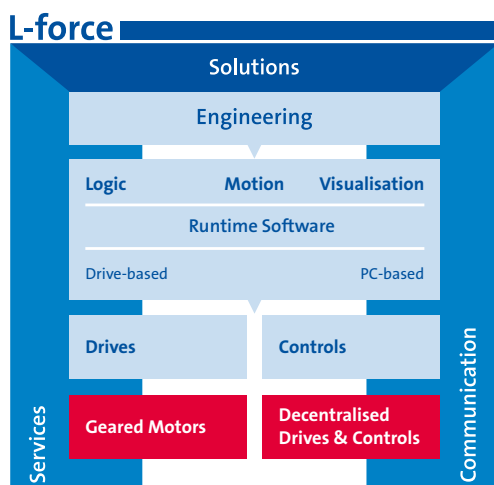 L-force
Solutions
Engineering
Logic Motion Visualisation
Runtime Software
Drive-based PC-based
Drives Controls
Geared Motors Decentralised
Drives & Controls
Services
Communication